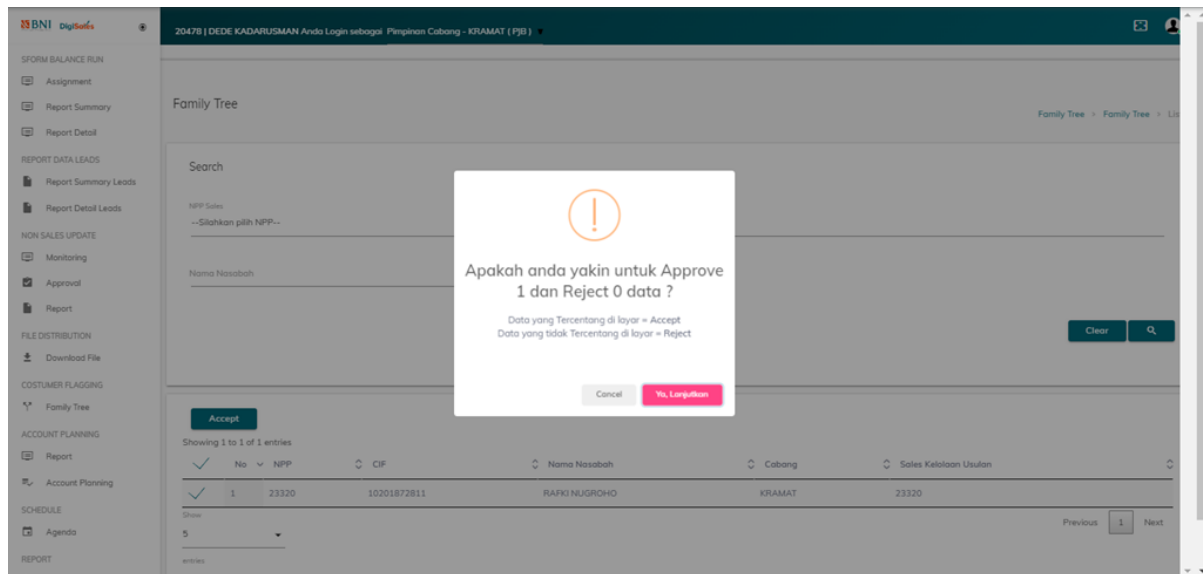 BNI DigiSales
20478 | DEDE KADARUSMAN Anda Login sebagai Pimpinan Cabang - KRAMAT ( PJB )
SFORM BALANCE RUN
Assignment
Report Summary
Report Detail
REPORT DATA LEADS
Report Summary Leads
Report Detail Leads
NON SALES UPDATE
Monitoring
Approval
Report
FILE DISTRIBUTION
Download File
COSTUMER FLAGGING
Family Tree
ACCOUNT PLANNING
Report
Account Planning
SCHEDULE
Agenda
REPORT
Family Tree
Family Tree > Family Tree > Lis
Search
NPP Sales
--Silahkan pilih NPP--
Nama Nasabah
Clear
Apakah anda yakin untuk Approve
1 dan Reject 0 data ?
Data yang Tercentang di layar = Accept
Data yang tidak Tercentang di layar = Reject
Cancel Ya, Lanjutkan
Accept
Showing 1 to 1 of 1 entries
No NPP CIF Nama Nasabah Cabang Sales Kelolaan Usulan
1 23320 10201872811 RAFKI NUGROHO KRAMAT 23320
Show
5
entries
Previous 1 Next